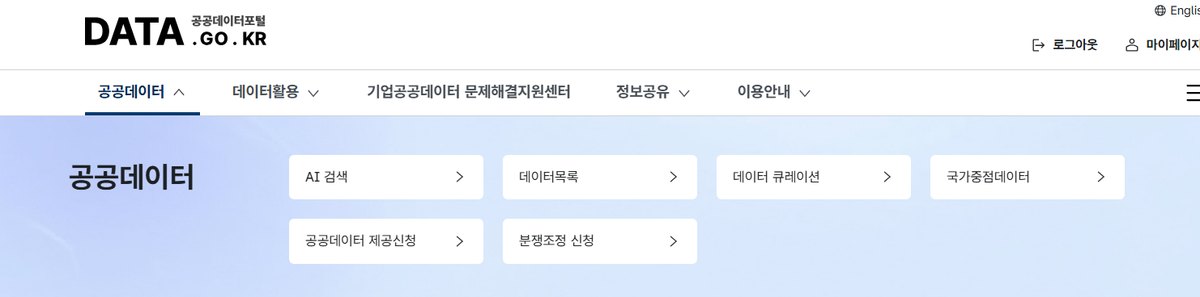 English
DATA 공공데이터포털
.GO.KR
로그아웃 마이페이지
공공데이터 데이터활용 기업공공데이터 문제해결지원센터 정보공유 이용안내
공공데이터
AI 검색 데이터목록 데이터 큐레이션 국가중점데이터
공공데이터 제공신청 분쟁조정 신청